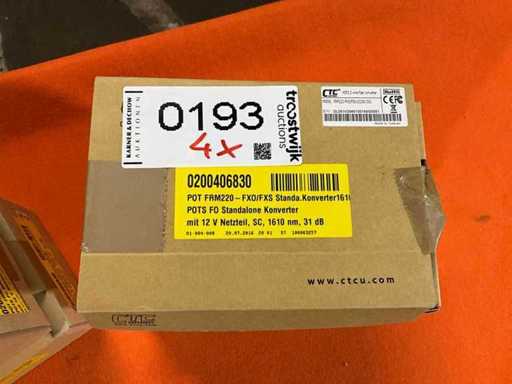 KARNER & DECHOW
AUKTIONEN
0193
4x
troostwijk
auctions
CTC
0200406830
POT FRM220-FXO/FXS Standa.Konverter1610
POTS FO Standalone Konverter
mit 12 V Netzteil, SC, 1610 nm, 31 dB
www.ctcu.com